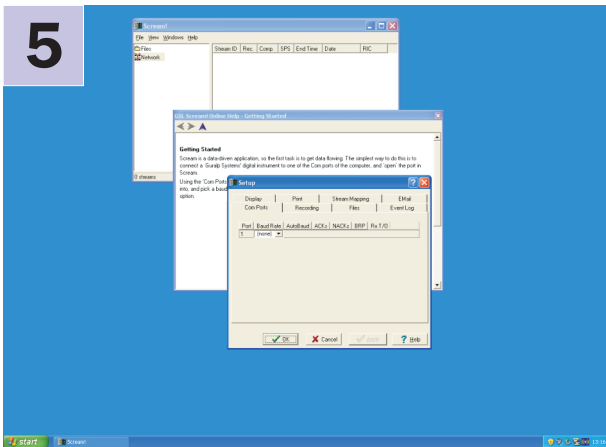 5
Scream!
File View Windows Help
Files
Network
Stream ID Rec. Comp. SPS End Time Date RIC
0 streams
GSL Scream! Online Help - Getting Started
Getting Started
Scream is a data-driven application, so the first task is to get data flowing. The simplest way to do this is to
connect a 'Guralp Systems' digital instrument to one of the Com ports of the computer, and 'open' the port in
Scream.
Using the 'Com Ports
into, and pick a baud
option.
Setup
Display Print Stream Mapping EMail
Com Ports Recording Files Event Log
Port Baud Rate AutoBaud ACKs NACKs BRP Rx T/O
1 (none)
OK Cancel Apply Help
start Scream! 13:16